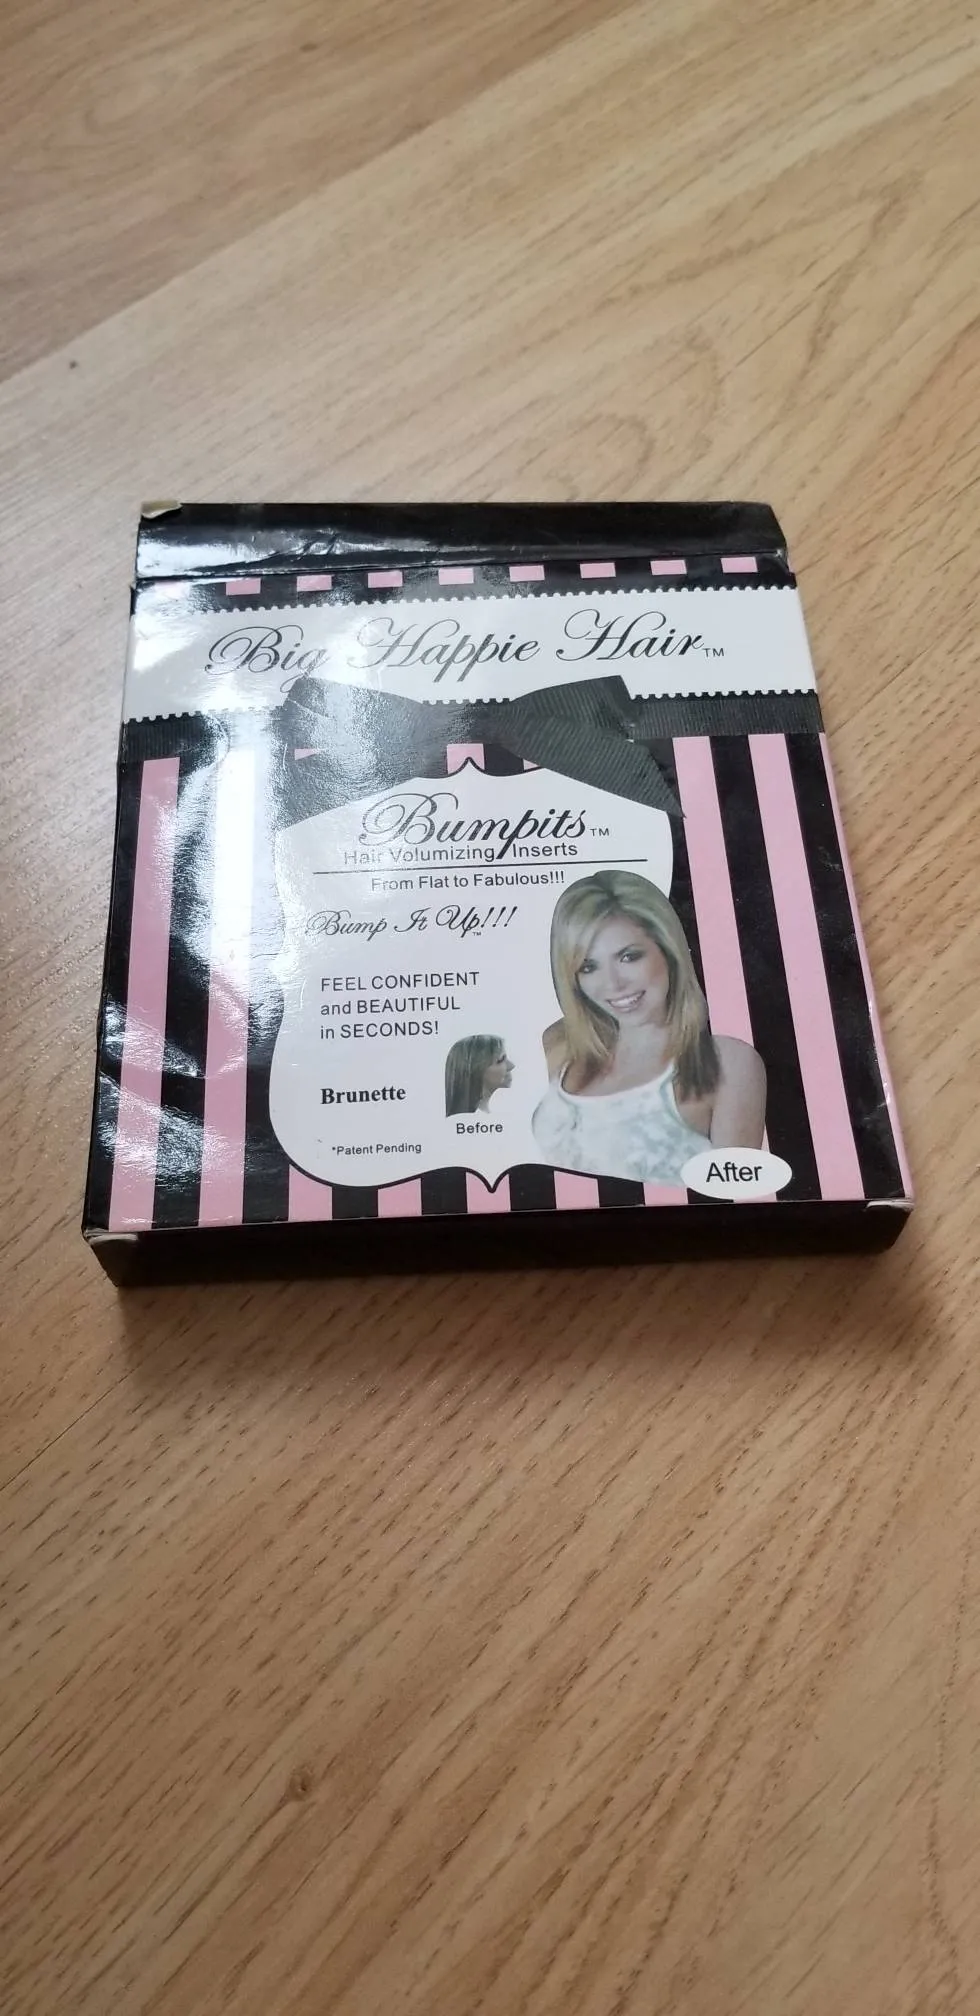 Big Happie Hair™
Bumpits™
Hair Volumizing Inserts
From Flat to Fabulous!!!
Bump It Up!!!™
FEEL CONFIDENT
and BEAUTIFUL
in SECONDS!
Brunette
Before
*Patent Pending
After